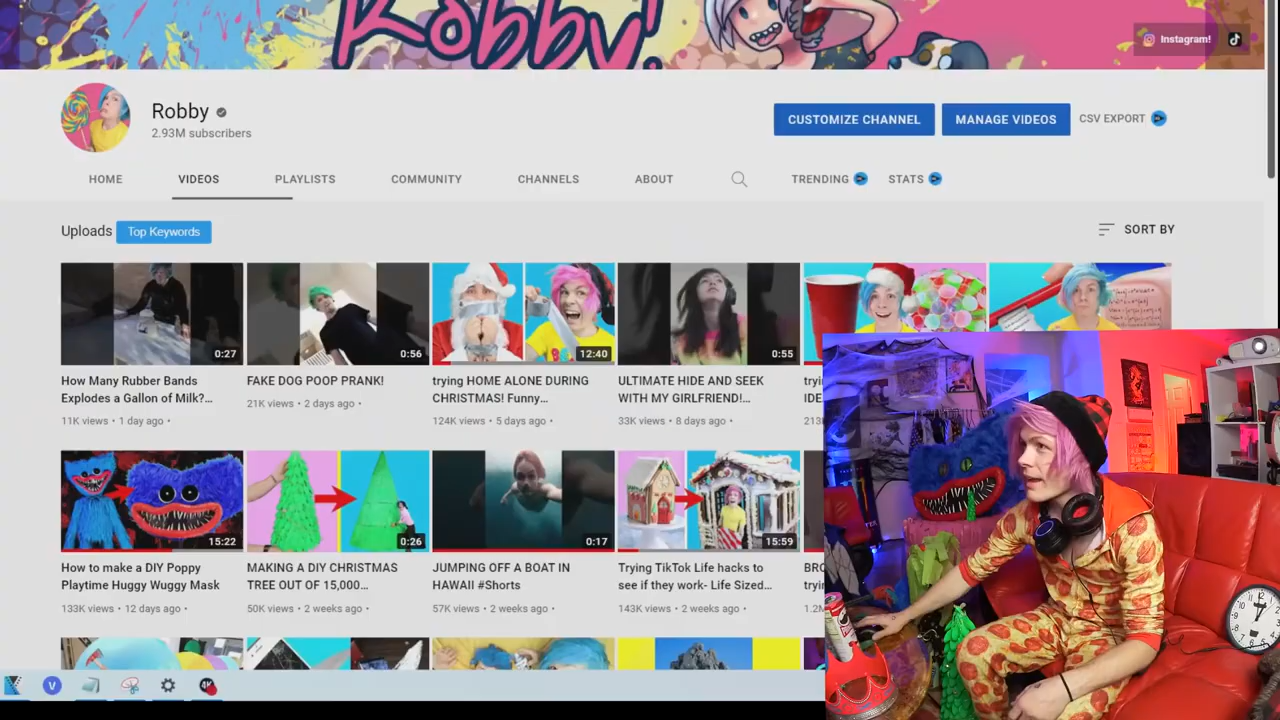 Robby!
Instagram!
Robby
2.93M subscribers
CUSTOMIZE CHANNEL
MANAGE VIDEOS
CSV EXPORT
HOME
VIDEOS
PLAYLISTS
COMMUNITY
CHANNELS
ABOUT
TRENDING
STATS
Uploads
Top Keywords
SORT BY
0:27
0:56
12:40
0:55
How Many Rubber Bands
Explodes a Gallon of Milk?...
11K views • 1 day ago •
FAKE DOG POOP PRANK!
21K views • 2 days ago •
trying HOME ALONE DURING
CHRISTMAS! Funny...
124K views • 5 days ago •
ULTIMATE HIDE AND SEEK
WITH MY GIRLFRIEND!...
33K views • 8 days ago •
15:22
0:26
0:17
15:59
How to make a DIY Poppy
Playtime Huggy Wuggy Mask
133K views • 12 days ago •
MAKING A DIY CHRISTMAS
TREE OUT OF 15,000...
50K views • 2 weeks ago •
JUMPING OFF A BOAT IN
HAWAII #Shorts
57K views • 2 weeks ago •
Trying TikTok Life hacks to
see if they work- Life Sized...
143K views • 2 weeks ago •
V
4K